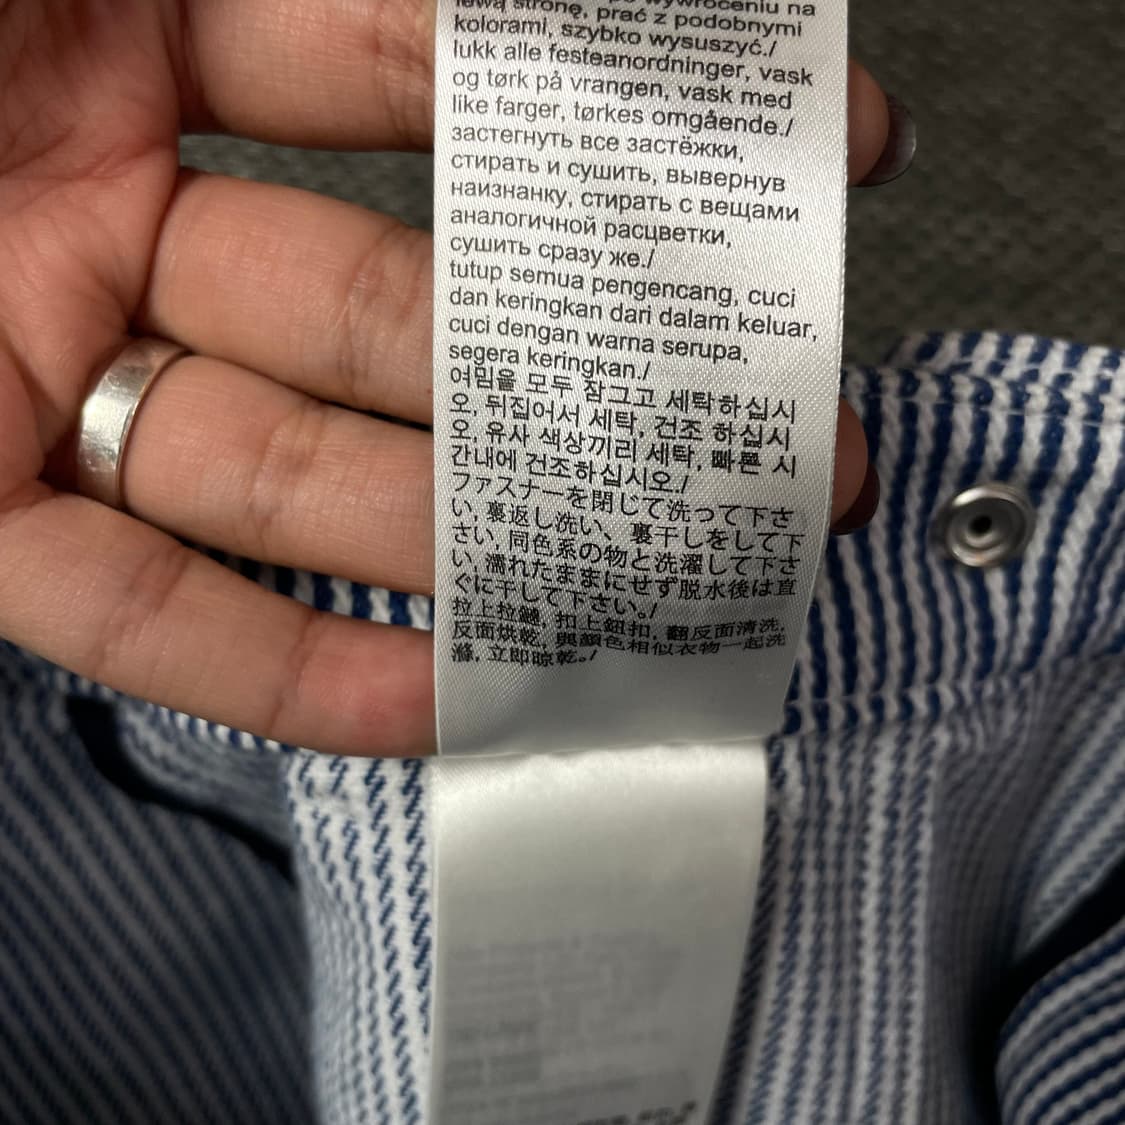 wywróceniu na
lewą stronę, prać z podobnymi
kolorami, szybko wysuszyć./
lukk alle festeanordninger, vask
og tørk på vrangen, vask med
like farger, tørkes omgående./
застегнуть все застёжки,
стирать и сушить, вывернув
наизнанку, стирать с вещами
аналогичной расцветки,
сушить сразу же./
tutup semua pengencang, cuci
dan keringkan dari dalam keluar,
cuci dengan warna serupa,
segera keringkan./
여밈을 모두 잠그고 세탁하십시
오, 뒤집어서 세탁, 건조 하십시
오, 유사 색상끼리 세탁, 빠른 시
간내에 건조하십시오./
ファスナーを閉じて洗って下さ
い, 裏返し洗い、裏干しをして下
さい, 同色系の物と洗濯して下さ
い, 濡れたままにせず脱水後は直
ぐに干して下さい。/
拉上拉鏈, 扣上鈕扣, 翻反面清洗,
反面烘乾, 與顏色相似衣物一起洗
滌, 立即晾乾。/